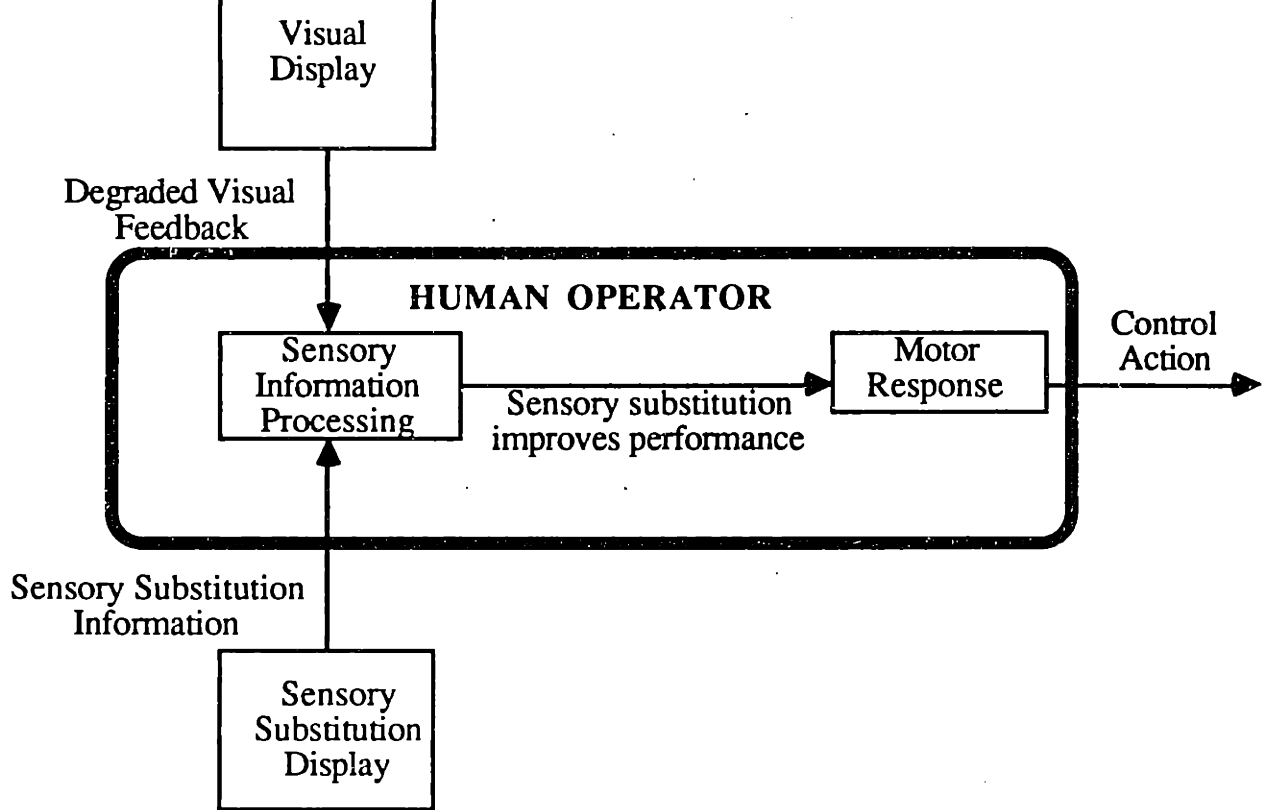 Visual
Display
Degraded Visual
Feedback
HUMAN OPERATOR
Sensory
Information
Processing
Sensory substitution
improves performance
Motor
Response
Control
Action
Sensory Substitution
Information
Sensory
Substitution
Display